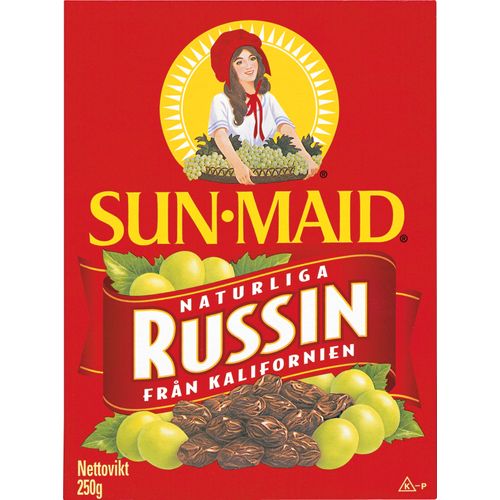 SUN·MAID®
NATURLIGA
RUSSIN
FRÅN KALIFORNIEN
Nettovikt
250g
K-P